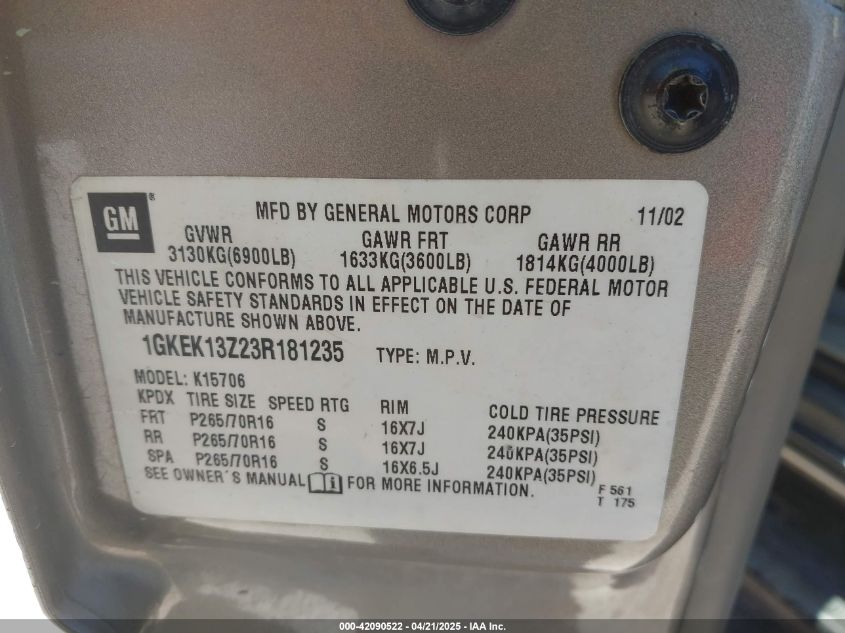 GM ®
MFD BY GENERAL MOTORS CORP 11/02
GVWR GAWR FRT GAWR RR
3130KG(6900LB) 1633KG(3600LB) 1814KG(4000LB)
THIS VEHICLE CONFORMS TO ALL APPLICABLE U.S. FEDERAL MOTOR
VEHICLE SAFETY STANDARDS IN EFFECT ON THE DATE OF
MANUFACTURE SHOWN ABOVE.
1GKEK13Z23R181235 TYPE: M.P.V.
MODEL: K15706
KPDX TIRE SIZE SPEED RTG RIM COLD TIRE PRESSURE
FRT P265/70R16 S 16X7J 240KPA(35PSI)
RR P265/70R16 S 16X7J 240KPA(35PSI)
SPA P265/70R16 S 16X6.5J 240KPA(35PSI)
SEE OWNER'S MANUAL i FOR MORE INFORMATION.
F 561
T 175
000-42090522 - 04/21/2025 - IAA Inc.